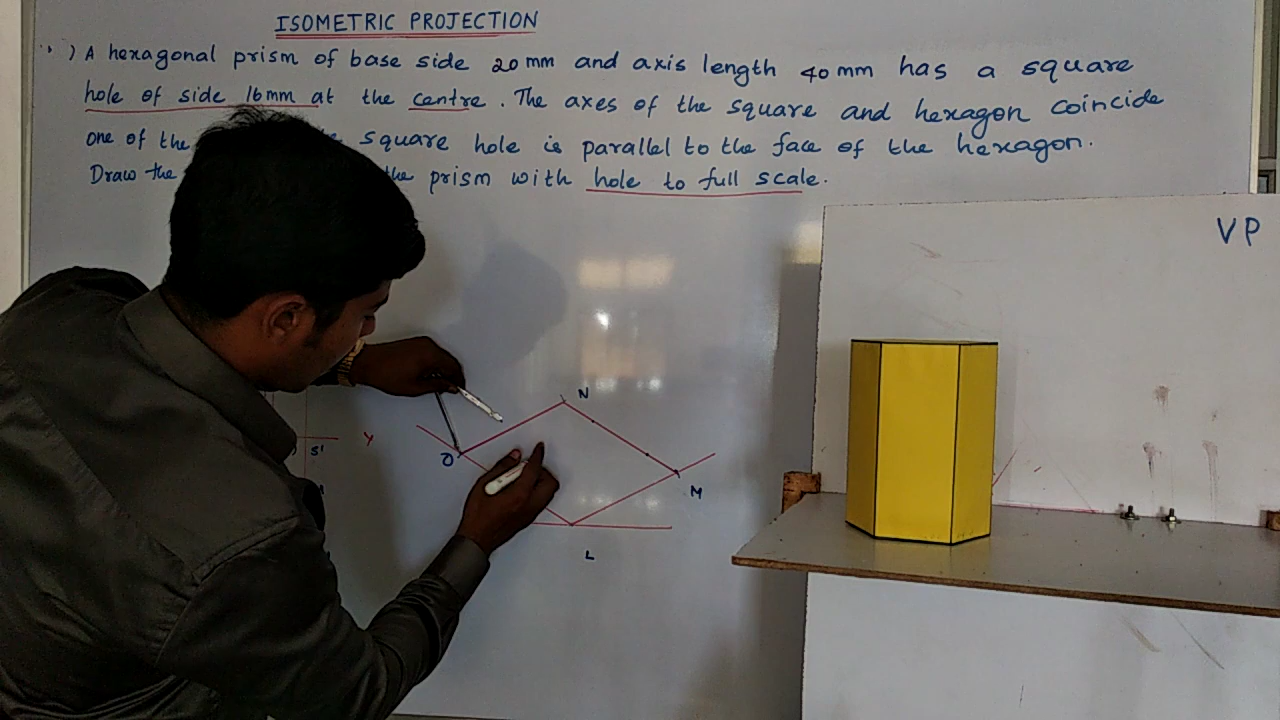 ISOMETRIC PROJECTION
) A hexagonal prism of base side 20 mm and axis length 40 mm has a square
hole of side 16 mm at the centre. The axes of the square and hexagon coincide
one of the square hole is parallel to the face of the hexagon.
Draw the the prism with hole to full scale.
VP
N
O
Y
S'
M
L